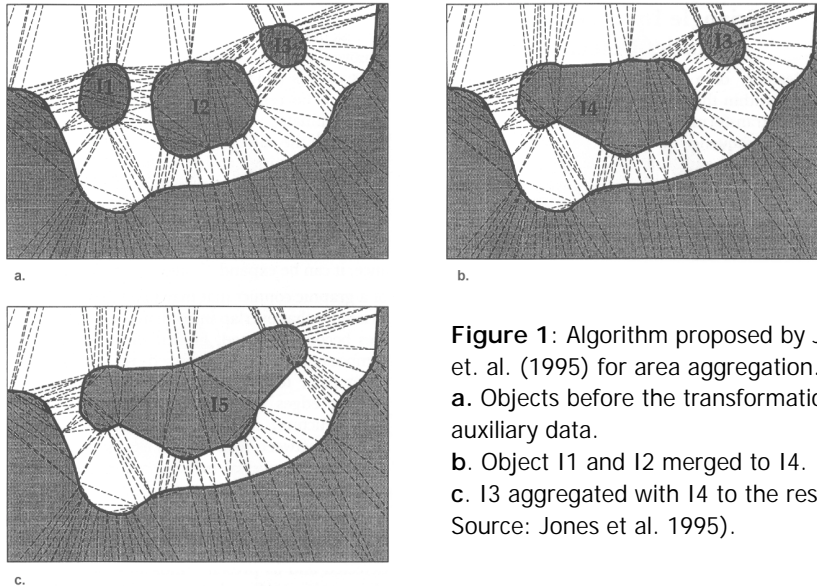 I1
I2
I3
a.
I3
I4
b.
I5
c.
Figure 1: Algorithm proposed by
et. al. (1995) for area aggregation.
a. Objects before the transformatio
auxiliary data.
b. Object I1 and I2 merged to I4.
c. I3 aggregated with I4 to the res
Source: Jones et al. 1995).